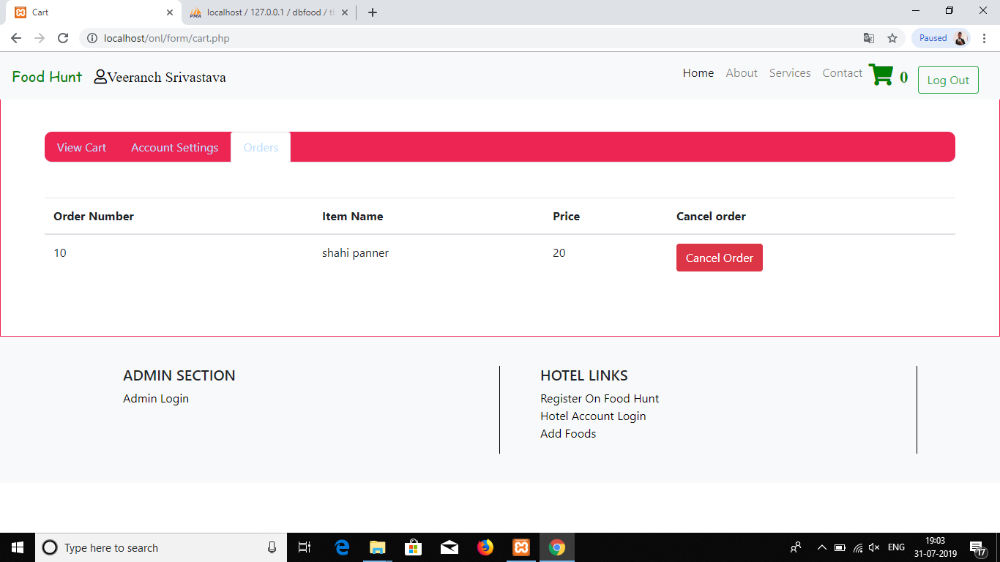 Cart
localhost / 127.0.0.1 / dbfood / tb
localhost/onl/form/cart.php
Paused
Food Hunt Veeranch Srivastava
Home About Services Contact 0 Log Out
View Cart Account Settings Orders
Order Number Item Name Price Cancel order
10 shahi panner 20 Cancel Order
ADMIN SECTION
Admin Login
HOTEL LINKS
Register On Food Hunt
Hotel Account Login
Add Foods
Type here to search
ENG
19:03
31-07-2019
17